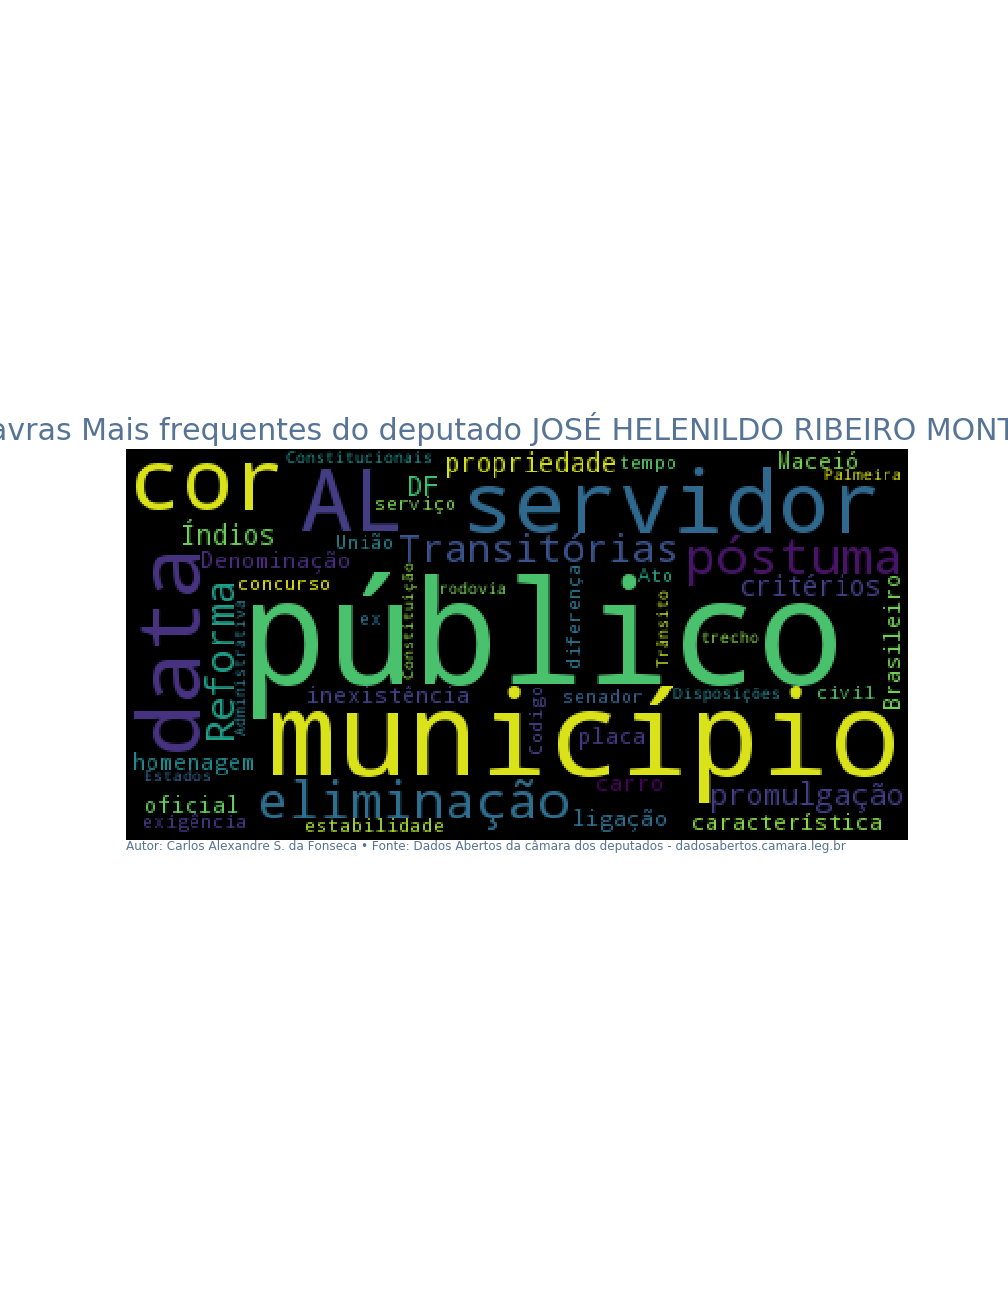 avras Mais frequentes do deputado JOSÉ HELENILDO RIBEIRO MONT
cor
Constitucionais
propriedade
tempo
Maceió
Palmeira
AL
DF
serviço
servidor
Índios
União
Transitórias
póstuma
Denominação
concurso
Ato
critérios
data
Reforma
Administrativa
público
ex
Constituição
rodovia
diferença
Trânsito
trecho
Brasileiro
inexistência
Codigo
senador
Disposições
civil
município
placa
homenagem
Estados
oficial
exigência
eliminação
estabilidade
carro
ligação
promulgação
característica
Autor: Carlos Alexandre S. da Fonseca • Fonte: Dados Abertos da câmara dos deputados - dadosabertos.camara.leg.br